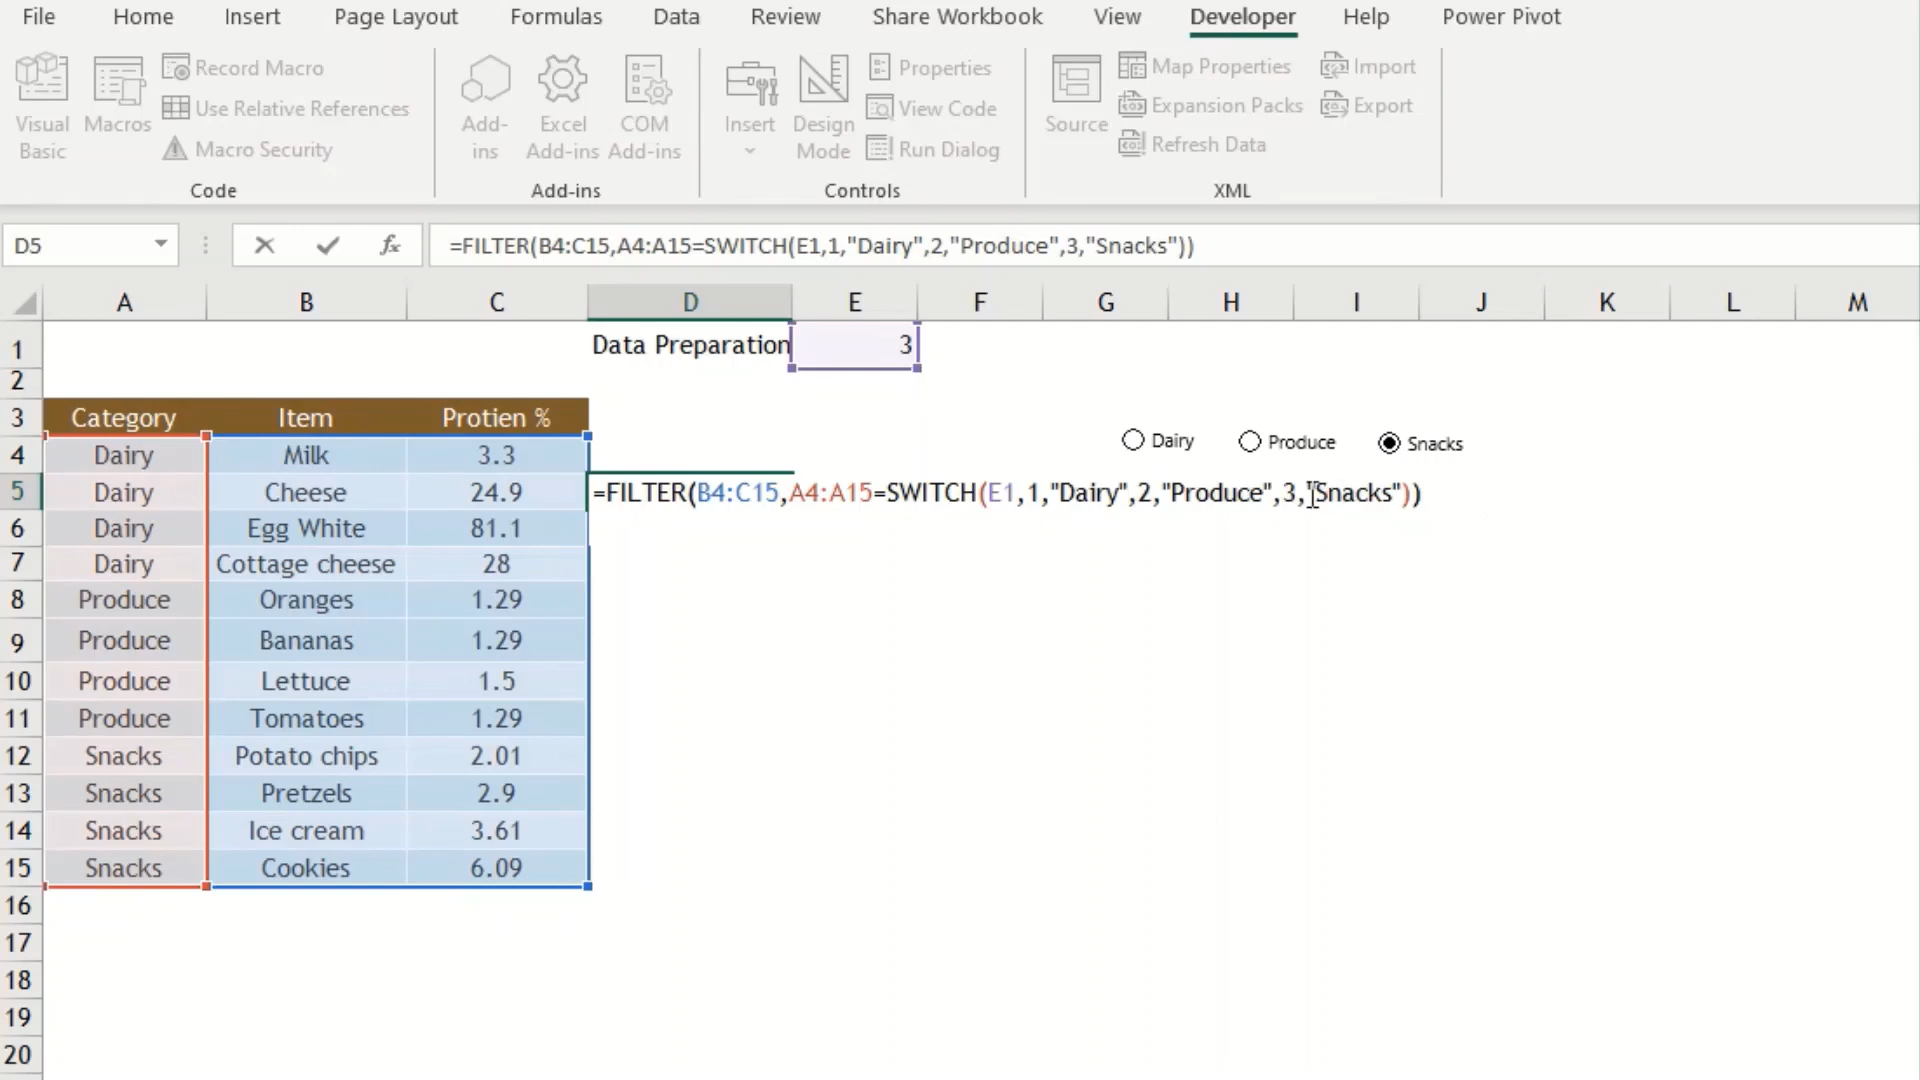 File Home Insert Page Layout Formulas Data Review Share Workbook View Developer Help Power Pivot
Visual Basic
Macros
Record Macro
Use Relative References
Macro Security
Code
Add-ins
Excel Add-ins
COM Add-ins
Add-ins
Insert
Design Mode
Properties
View Code
Run Dialog
Controls
Source
Map Properties
Expansion Packs
Refresh Data
Import
Export
XML
D5 fx =FILTER(B4:C15,A4:A15=SWITCH(E1,1,"Dairy",2,"Produce",3,"Snacks"))
A B C D E F G H I J K L M
1 Data Preparation 3
2
3 Category Item Protien %
Dairy Produce Snacks
4 Dairy Milk 3.3
5 Dairy Cheese 24.9 =FILTER(B4:C15,A4:A15=SWITCH(E1,1,"Dairy",2,"Produce",3,"Snacks"))
6 Dairy Egg White 81.1
7 Dairy Cottage cheese 28
8 Produce Oranges 1.29
9 Produce Bananas 1.29
10 Produce Lettuce 1.5
11 Produce Tomatoes 1.29
12 Snacks Potato chips 2.01
13 Snacks Pretzels 2.9
14 Snacks Ice cream 3.61
15 Snacks Cookies 6.09
16
17
18
19
20